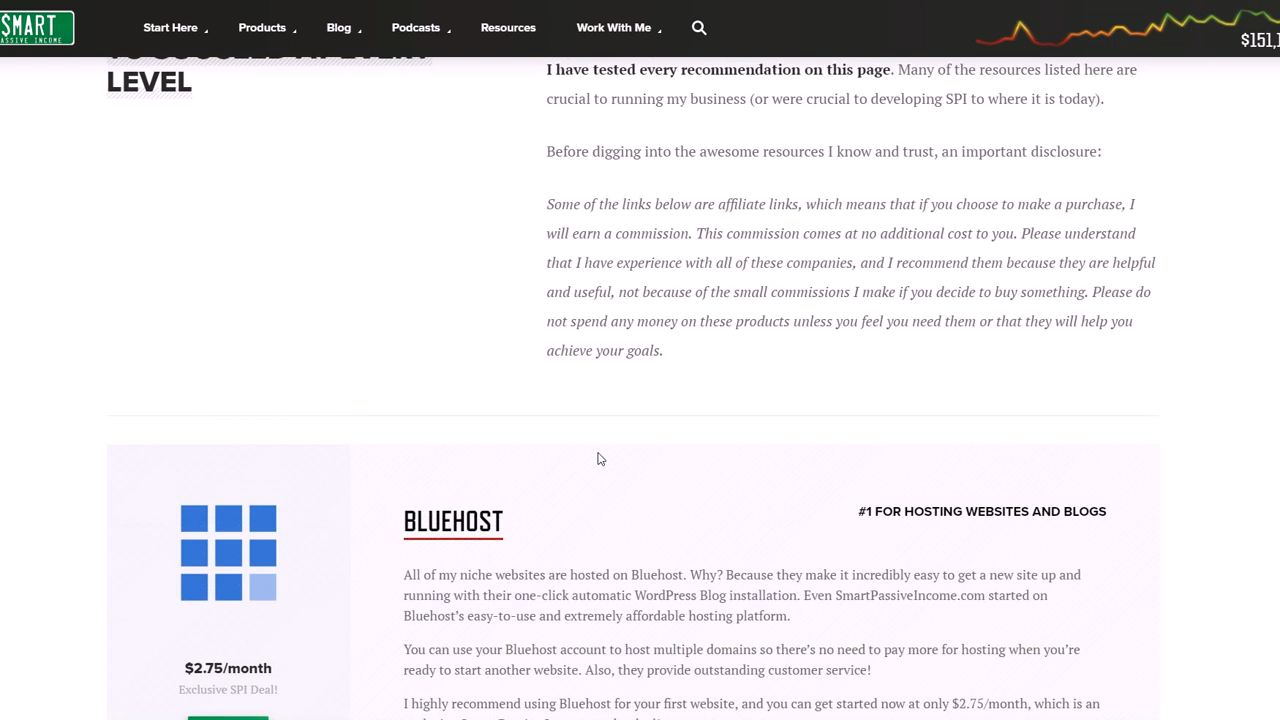 $MART
ASSIVE INCOME
Start Here
Products
Blog
Podcasts
Resources
Work With Me
$151,1
TO SUCCEED AT EVERY
LEVEL
I have tested every recommendation on this page. Many of the resources listed here are
crucial to running my business (or were crucial to developing SPI to where it is today).
Before digging into the awesome resources I know and trust, an important disclosure:
Some of the links below are affiliate links, which means that if you choose to make a purchase, I
will earn a commission. This commission comes at no additional cost to you. Please understand
that I have experience with all of these companies, and I recommend them because they are helpful
and useful, not because of the small commissions I make if you decide to buy something. Please do
not spend any money on these products unless you feel you need them or that they will help you
achieve your goals.
BLUEHOST
#1 FOR HOSTING WEBSITES AND BLOGS
All of my niche websites are hosted on Bluehost. Why? Because they make it incredibly easy to get a new site up and
running with their one-click automatic WordPress Blog installation. Even SmartPassiveIncome.com started on
Bluehost’s easy-to-use and extremely affordable hosting platform.
You can use your Bluehost account to host multiple domains so there’s no need to pay more for hosting when you’re
ready to start another website. Also, they provide outstanding customer service!
I highly recommend using Bluehost for your first website, and you can get started now at only $2.75/month, which is an
$2.75/month
Exclusive SPI Deal!